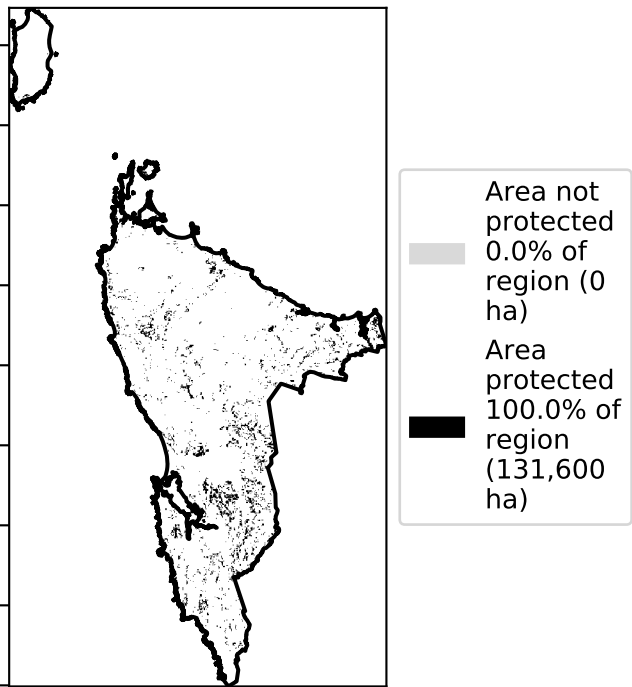 Area not
protected
0.0% of
region (0
ha)
Area
protected
100.0% of
region
(131,600
ha)